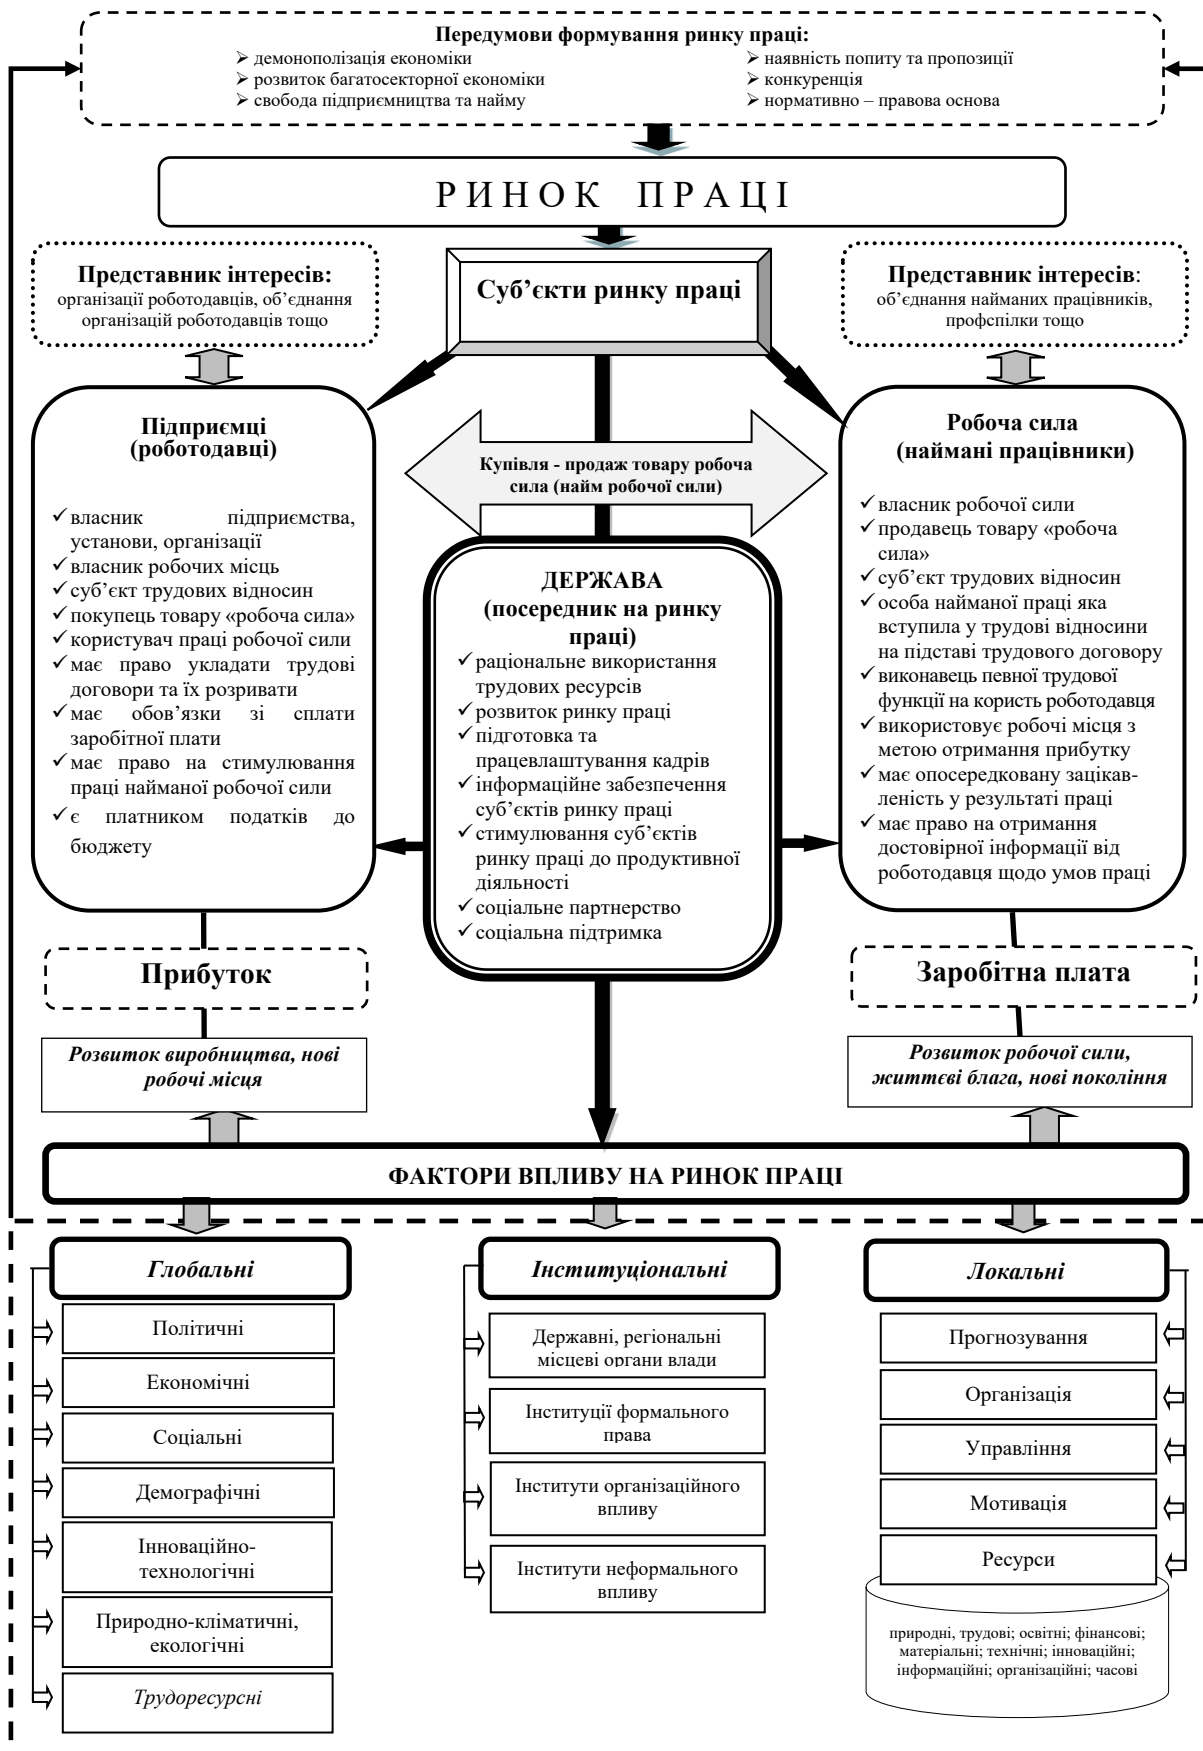 Передумови формування ринку праці:
➢ демонополізація економіки
➢ розвиток багатосекторної економіки
➢ свобода підприємництва та найму
➢ наявність попиту та пропозиції
➢ конкуренція
➢ нормативно – правова основа
Р И Н О К П Р А Ц І
Представник інтересів:
організації роботодавців, об’єднання
організацій роботодавців тощо
Суб’єкти ринку праці
Представник інтересів:
об’єднання найманих працівників,
профспілки тощо
Підприємці
(роботодавці)
✓ власник підприємства,
установи, організації
✓ власник робочих місць
✓ суб’єкт трудових відносин
✓ покупець товару «робоча сила»
✓ користувач праці робочої сили
✓ має право укладати трудові
договори та їх розривати
✓ має обов’язки зі сплати
заробітної плати
✓ має право на стимулювання
праці найманої робочої сили
✓ є платником податків до
бюджету
Купівля - продаж товару робоча
сила (найм робочої сили)
ДЕРЖАВА
(посередник на ринку
праці)
✓ раціональне використання
трудових ресурсів
✓ розвиток ринку праці
✓ підготовка та
працевлаштування кадрів
✓ інформаційне забезпечення
суб’єктів ринку праці
✓ стимулювання суб’єктів
ринку праці до продуктивної
діяльності
✓ соціальне партнерство
✓ соціальна підтримка
Робоча сила
(наймані працівники)
✓ власник робочої сили
✓ продавець товару «робоча
сила»
✓ суб’єкт трудових відносин
✓ особа найманої праці яка
вступила у трудові відносини
на підставі трудового договору
✓ виконавець певної трудової
функції на користь роботодавця
✓ використовує робочі місця з
метою отримання прибутку
✓ має опосередковану зацікав-
леність у результаті праці
✓ має право на отримання
достовірної інформації від
роботодавця щодо умов праці
Прибуток
Заробітна плата
Розвиток виробництва, нові
робочі місця
Розвиток робочої сили,
життєві блага, нові покоління
ФАКТОРИ ВПЛИВУ НА РИНОК ПРАЦІ
Глобальні
Політичні
Економічні
Соціальні
Демографічні
Інноваційно-
технологічні
Природно-кліматичні,
екологічні
Трудоресурсні
Інституціональні
Державні, регіональні
місцеві органи влади
Інституції формального
права
Інститути організаційного
впливу
Інститути неформального
впливу
Локальні
Прогнозування
Організація
Управління
Мотивація
Ресурси
природні, трудові; освітні; фінансові;
матеріальні; технічні; інноваційні;
інформаційні; організаційні; часові